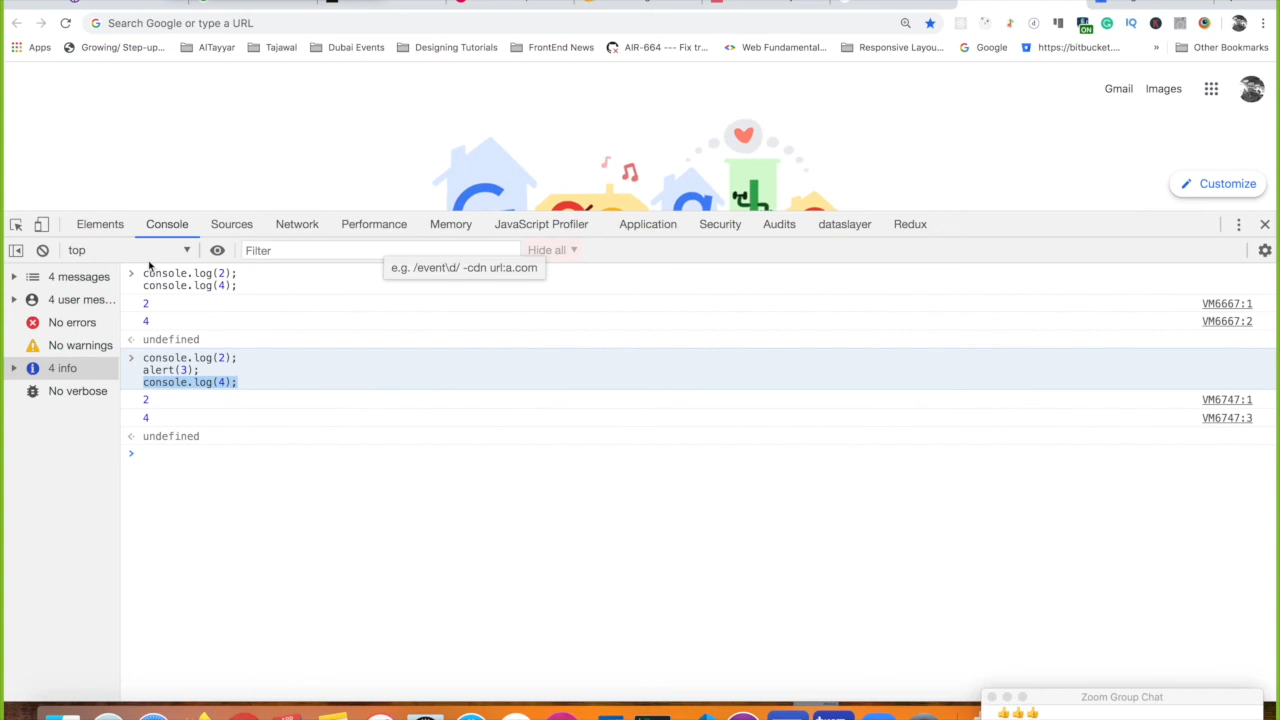 Search Google or type a URL
IQ
ON
Apps
Growing/ Step-up...
AlTayyar
Tajawal
Dubai Events
Designing Tutorials
FrontEnd News
AIR-664 --- Fix tr...
Web Fundamental...
Responsive Layou...
Google
https://bitbucket....
»
Other Bookmarks
Gmail
Images
Customize
Elements
Console
Sources
Network
Performance
Memory
JavaScript Profiler
Application
Security
Audits
datalayer
Redux
top
Filter
Hide all
e.g. /event\d/ -cdn url:a.com
4 messages
4 user mes...
No errors
No warnings
4 info
No verbose
> console.log(2);
console.log(4);
2 VM6667:1
4 VM6667:2
undefined
> console.log(2);
alert(3);
console.log(4);
2 VM6747:1
4 VM6747:3
undefined
>
Zoom Group Chat
👍👍👍